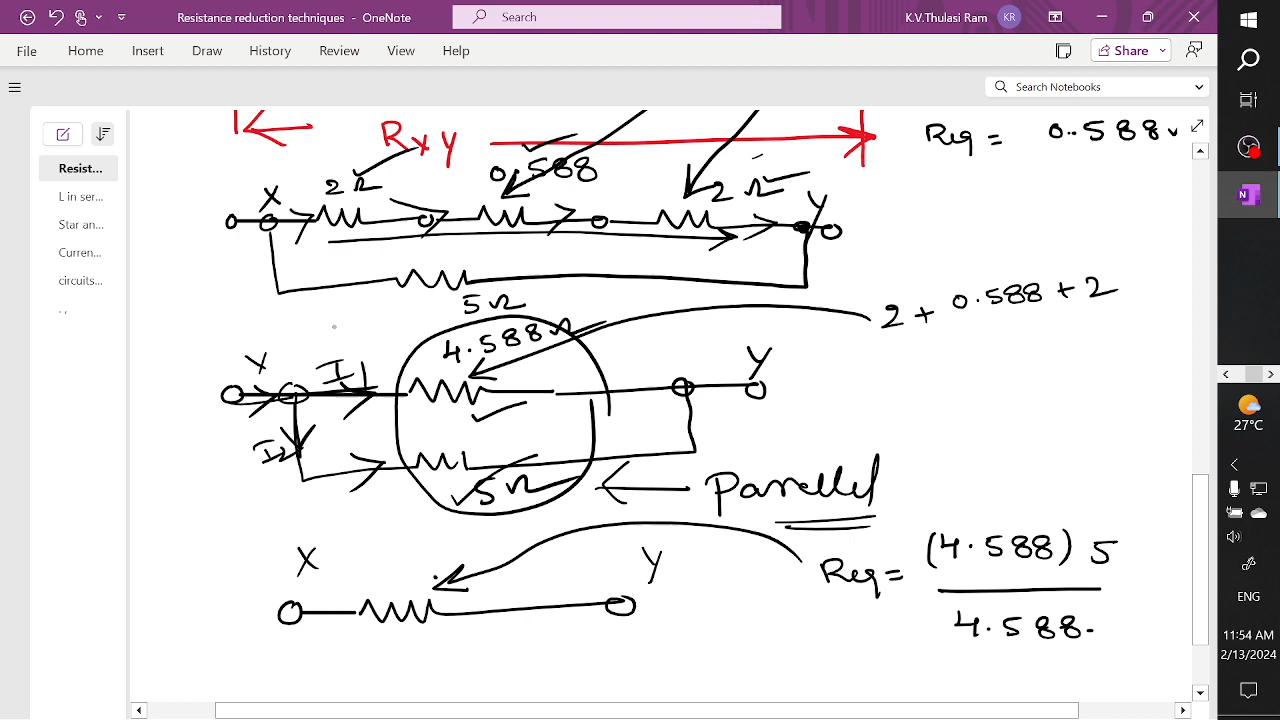 Resistance reduction techniques - OneNote
Search
K.V.Thulasi Ram
KR
File Home Insert Draw History Review View Help
Share
Search Notebooks
Resist...
L in ser...
Star an...
Curren...
circuits...
Rxy
Req = 0.588
X 2Ω 0.588 2Ω Y
5Ω
2 + 0.588 + 2
4.588Ω
X I1 Y
I2
5Ω
Parallel
X Y
Req = (4.588) 5
4.588
27°C
ENG
11:54 AM
2/13/2024